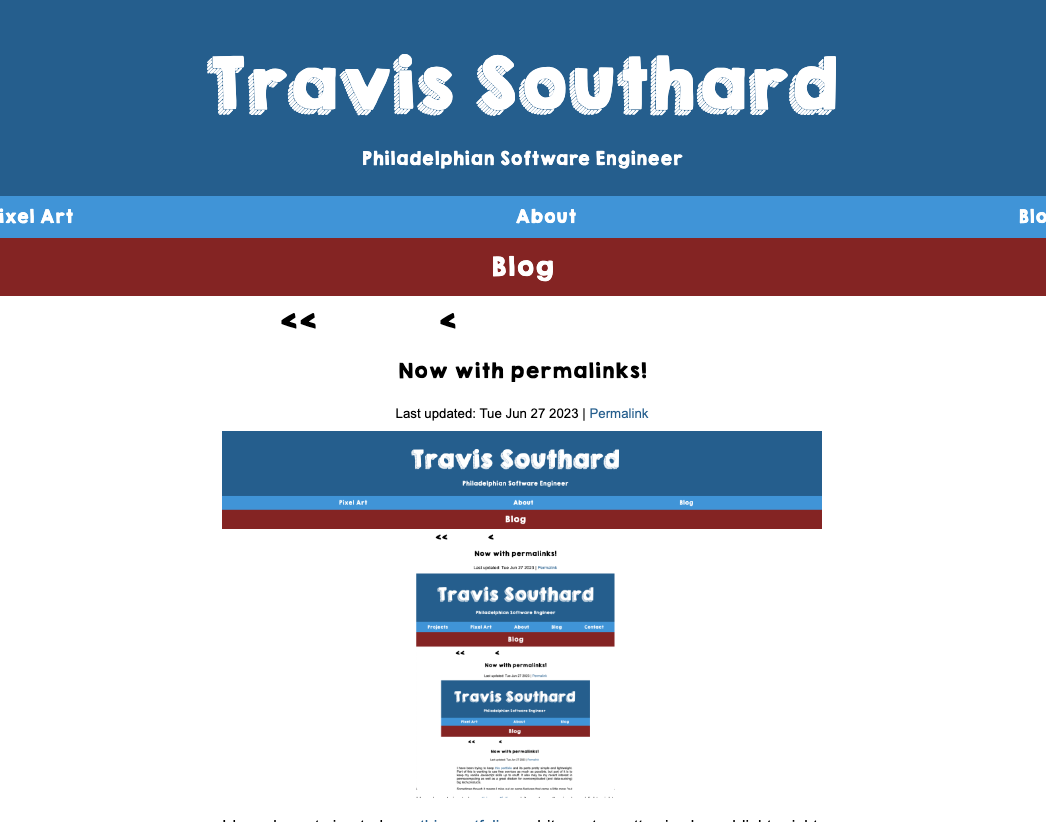 Travis Southard
Philadelphian Software Engineer
ixel Art About Blo
Blog
<< <
Now with permalinks!
Last updated: Tue Jun 27 2023 | Permalink
Travis Southard
Philadelphian Software Engineer
Pixel Art About Blog
Blog
<< <
Now with permalinks!
Last updated: Tue Jun 27 2023 | Permalink
Travis Southard
Philadelphian Software Engineer
Projects Pixel Art About Blog Contact
Blog
<< <
Now with permalinks!
Last updated: Tue Jun 27 2023 | Permalink
Travis Southard
Philadelphian Software Engineer
Pixel Art About Blog
Blog
<< <
Now with permalinks!
Last updated: Tue Jun 27 2023 | Permalink